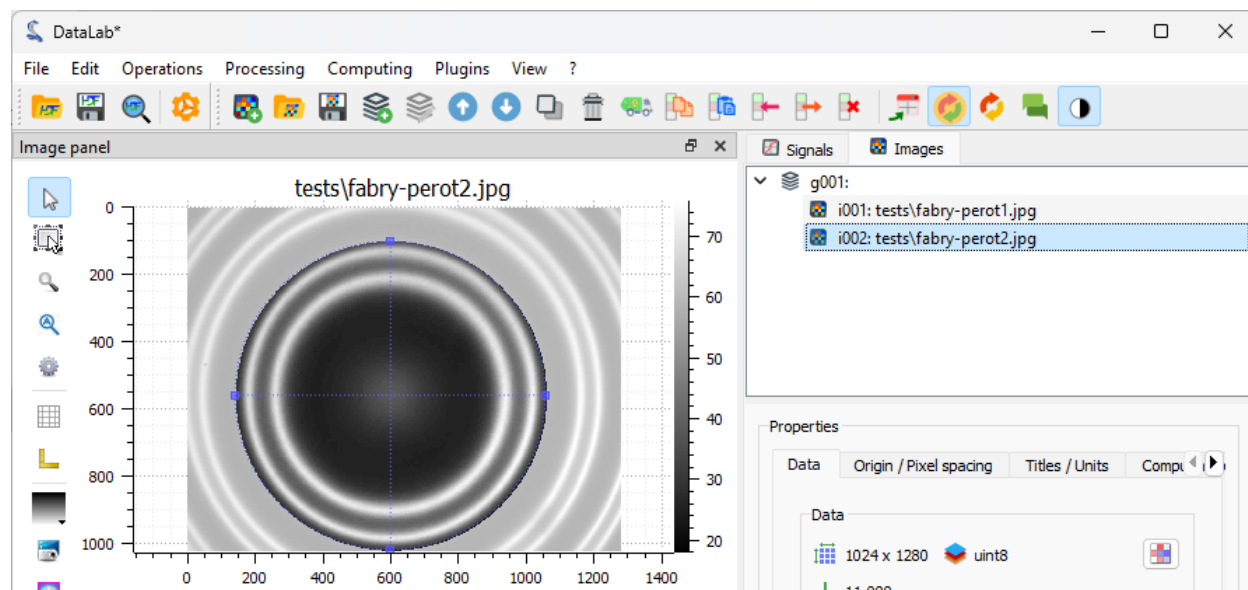 DataLab*
File Edit Operations Processing Computing Plugins View ?
Image panel
Signals Images
tests\fabry-perot2.jpg
g001:
i001: tests\fabry-perot1.jpg
i002: tests\fabry-perot2.jpg
0
200
400
600
800
1000
0 200 400 600 800 1000 1200 1400
70
60
50
40
30
20
Properties
Data Origin / Pixel spacing Titles / Units
Data
1024 x 1280 uint8